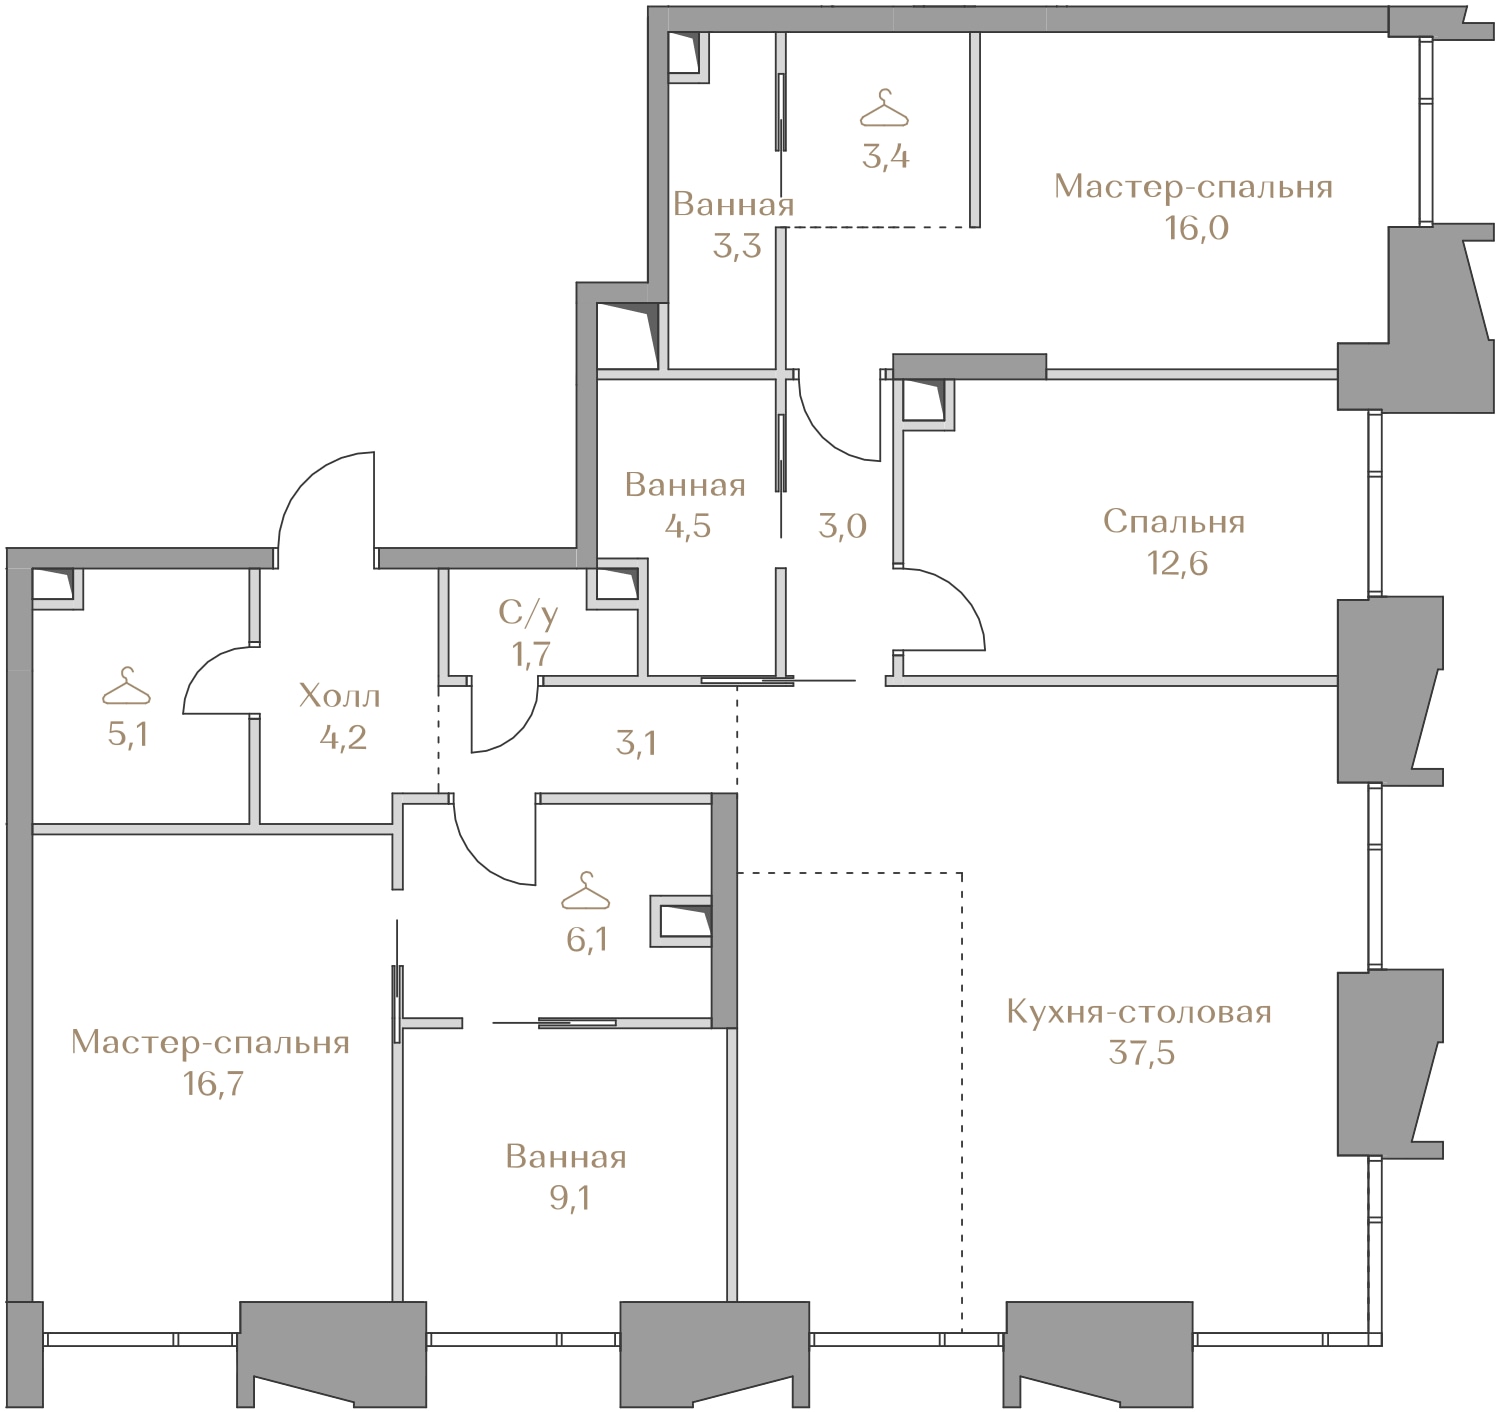 3,4
Мастер-спальня
16,0
Ванная
3,3
Ванная
4,5
3,0
Спальня
12,6
С/у
1,7
Холл
4,2
5,1
3,1
6,1
Кухня-столовая
37,5
Мастер-спальня
16,7
Ванная
9,1